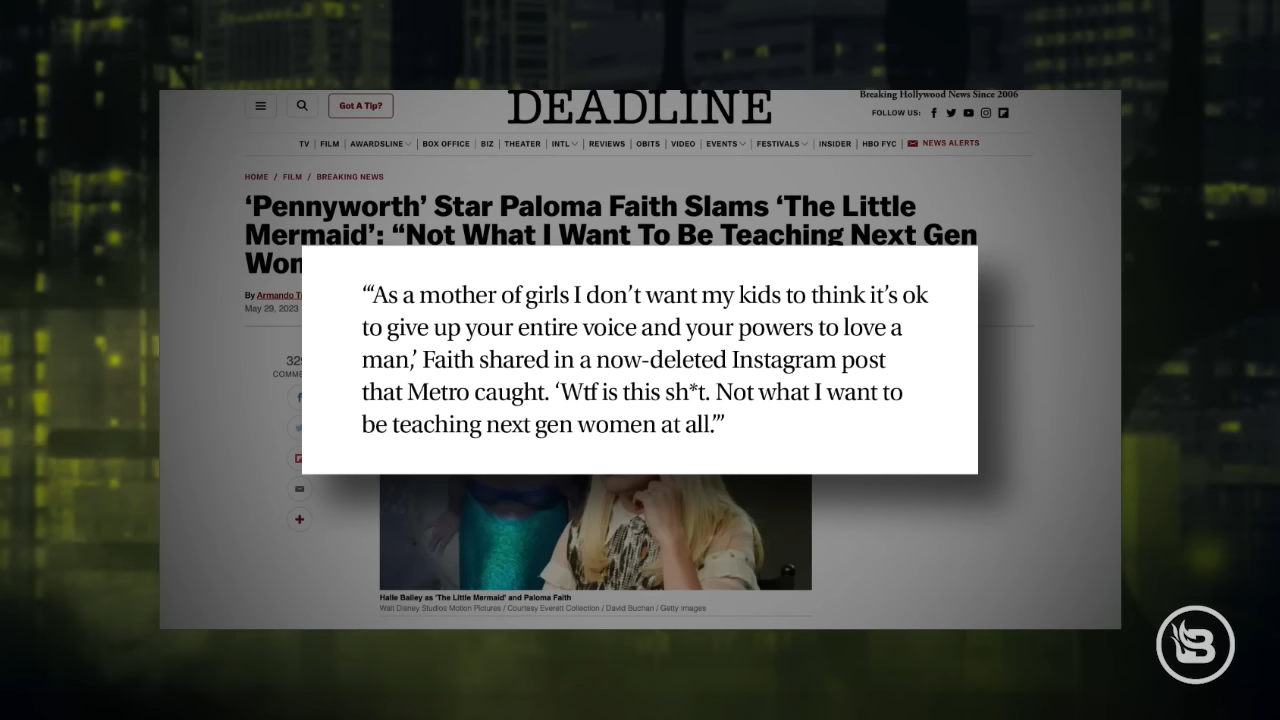 Got A Tip?
DEADLINE
Breaking Hollywood News Since 2006
FOLLOW US:
TV | FILM | AWARDSLINE | BOX OFFICE | BIZ | THEATER | INTL | REVIEWS | OBITS | VIDEO | EVENTS | FESTIVALS | INSIDER | HBO FYC | NEWS ALERTS
HOME / FILM / BREAKING NEWS
‘Pennyworth’ Star Paloma Faith Slams ‘The Little
Mermaid’: “Not What I Want To Be Teaching Next Gen
By Armando
May 29, 2023
“‘As a mother of girls I don’t want my kids to think it’s ok
to give up your entire voice and your powers to love a
man,’ Faith shared in a now-deleted Instagram post
that Metro caught. ‘Wtf is this sh*t. Not what I want to
be teaching next gen women at all.’”
Halle Bailey as 'The Little Mermaid' and Paloma Faith
Walt Disney Studios Motion Pictures / Courtesy Everett Collection / David Buchan / Getty Images
B